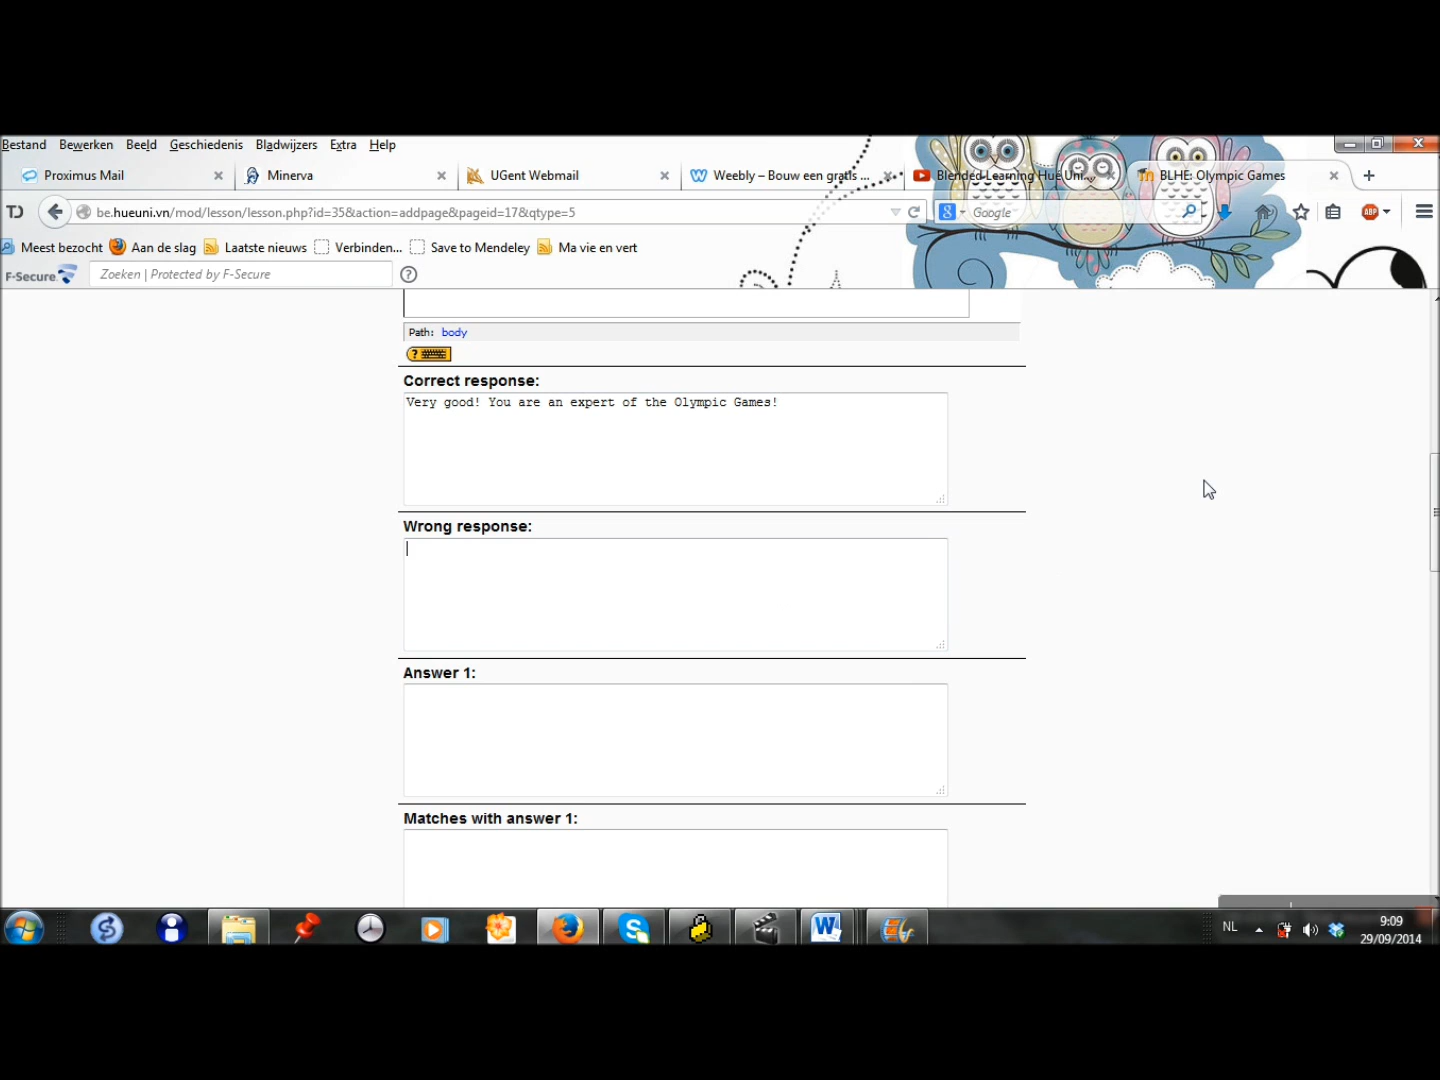 Bestand Bewerken Beeld Geschiedenis Bladwijzers Extra Help
Proximus Mail Minerva UGent Webmail Weebly – Bouw een gratis ... Blended Learning Hue Uni... BLHE: Olympic Games
be.hueuni.vn/mod/lesson/lesson.php?id=35&action=addpage&pageid=17&qtype=5 Google
Meest bezocht Aan de slag Laatste nieuws Verbinden... Save to Mendeley Ma vie en vert
F-Secure Zoeken | Protected by F-Secure
Path: body
Correct response:
Very good! You are an expert of the Olympic Games!
Wrong response:
Answer 1:
Matches with answer 1:
NL 9:09
29/09/2014